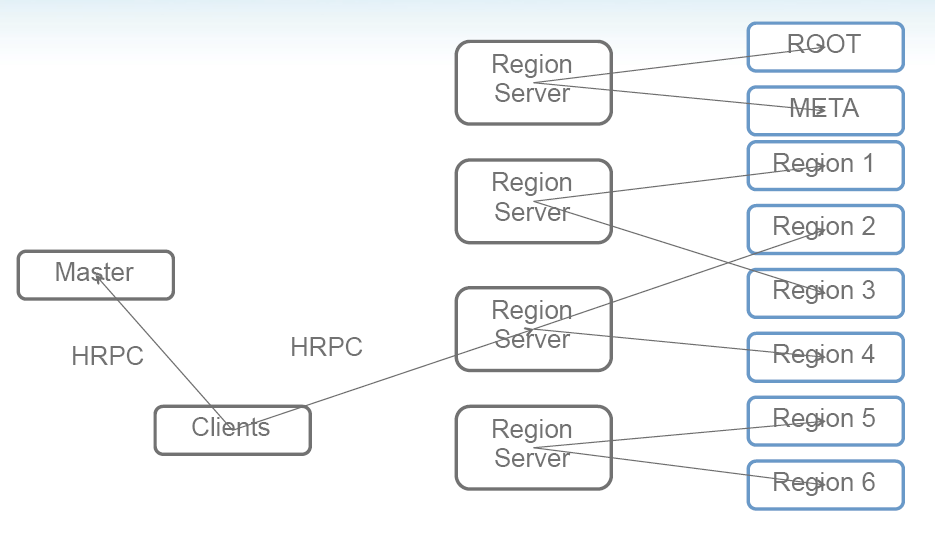 Region
Server
ROOT
META
Region
Server
Region 1
Region 2
Master
Region
Server
Region 3
HRPC
HRPC
Region 4
Clients
Region
Server
Region 5
Region 6